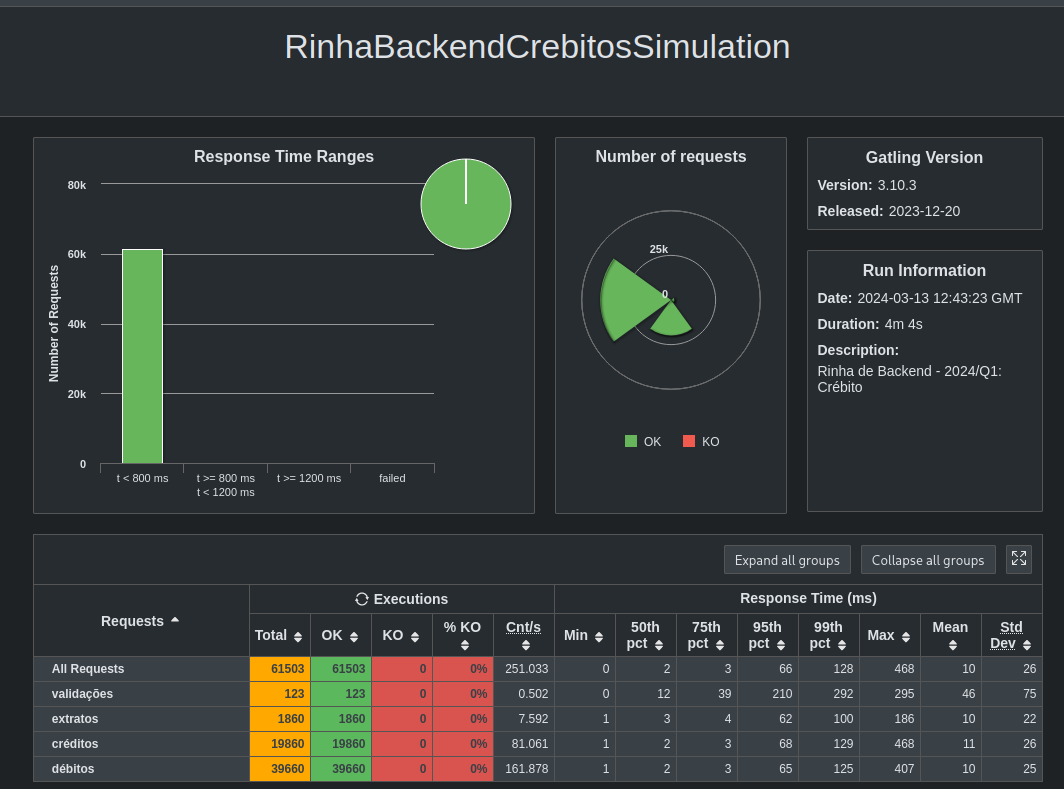 RinhaBackendCrebitosSimulation
Response Time Ranges
Number of Requests
80k
60k
40k
20k
0
t < 800 ms
t >= 800 ms
t < 1200 ms
t >= 1200 ms
failed
Number of requests
25k
0
OK
KO
Gatling Version
Version: 3.10.3
Released: 2023-12-20
Run Information
Date: 2024-03-13 12:43:23 GMT
Duration: 4m 4s
Description:
Rinha de Backend - 2024/Q1:
Crébito
Expand all groups Collapse all groups
Requests Executions Response Time (ms)
Total OK KO % KO Cnt/s Min 50th pct 75th pct 95th pct 99th pct Max Mean Std Dev
All Requests 61503 61503 0 0% 251.033 0 2 3 66 128 468 10 26
validações 123 123 0 0% 0.502 0 12 39 210 292 295 46 75
extratos 1860 1860 0 0% 7.592 1 3 4 62 100 186 10 22
créditos 19860 19860 0 0% 81.061 1 2 3 68 129 468 11 26
débitos 39660 39660 0 0% 161.878 1 2 3 65 125 407 10 25